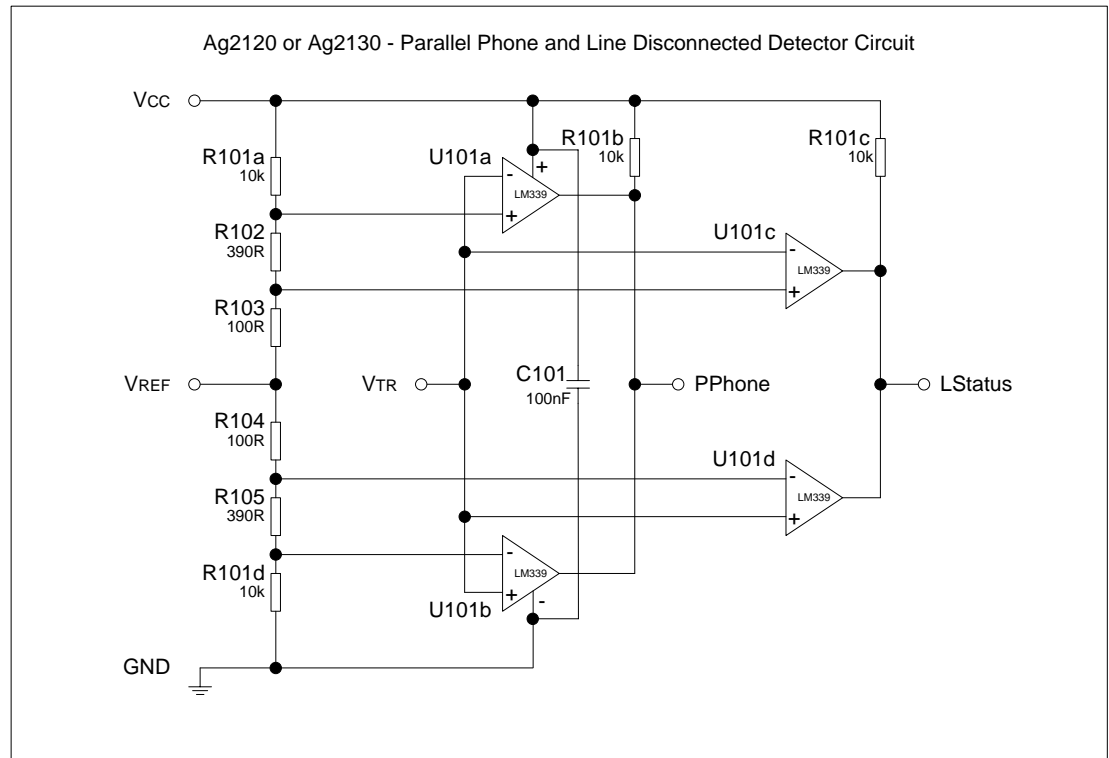 Ag2120 or Ag2130 - Parallel Phone and Line Disconnected Detector Circuit
VCC
R101a
10k
U101a
-
+
+
LM339
R101b
10k
R101c
10k
R102
390R
U101c
-
+
LM339
R103
100R
VREF
VTR
C101
100nF
PPhone
LStatus
R104
100R
U101d
-
+
LM339
R105
390R
R101d
10k
-
+
LM339
-
U101b
GND